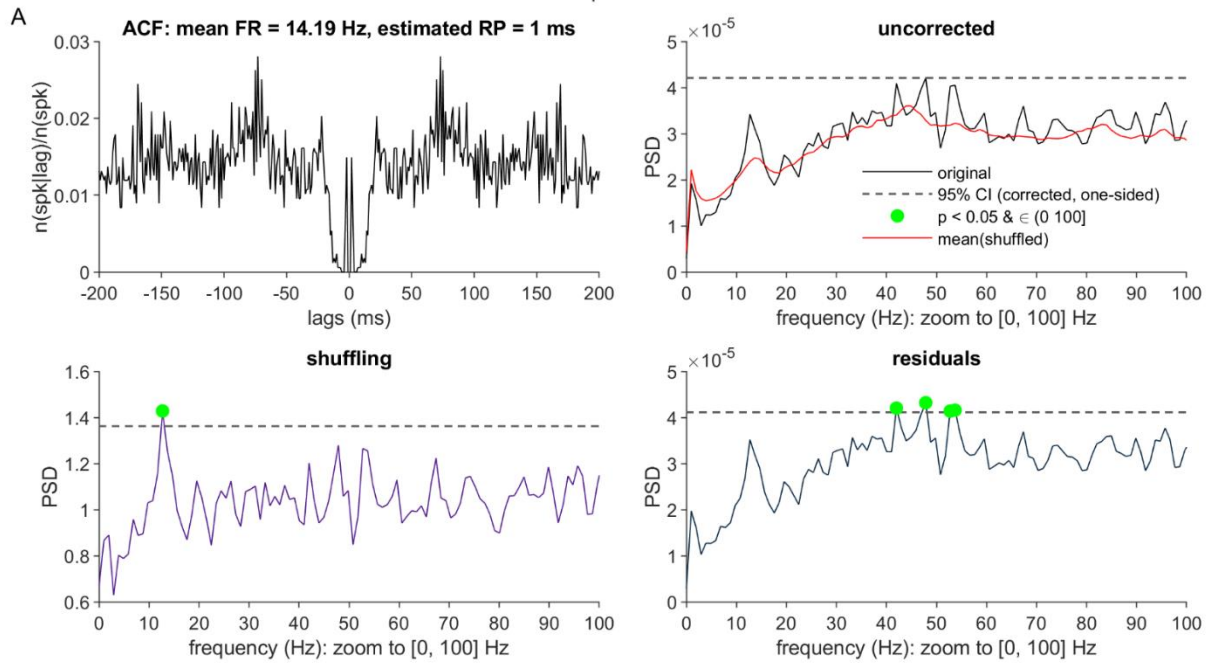 A
ACF: mean FR = 14.19 Hz, estimated RP = 1 ms
n(spk|lag)/n(spk)
0.03
0.02
0.01
0
-200 -150 -100 -50 0 50 100 150 200
lags (ms)
uncorrected
×10⁻⁵
PSD
5
4
3
2
1
0
original
95% CI (corrected, one-sided)
p < 0.05 & ∈ (0 100]
mean(shuffled)
0 10 20 30 40 50 60 70 80 90 100
frequency (Hz): zoom to [0, 100] Hz
shuffling
PSD
1.6
1.4
1.2
1
0.8
0.6
0 10 20 30 40 50 60 70 80 90 100
frequency (Hz): zoom to [0, 100] Hz
residuals
×10⁻⁵
PSD
5
4
3
2
1
0
0 10 20 30 40 50 60 70 80 90 100
frequency (Hz): zoom to [0, 100] Hz